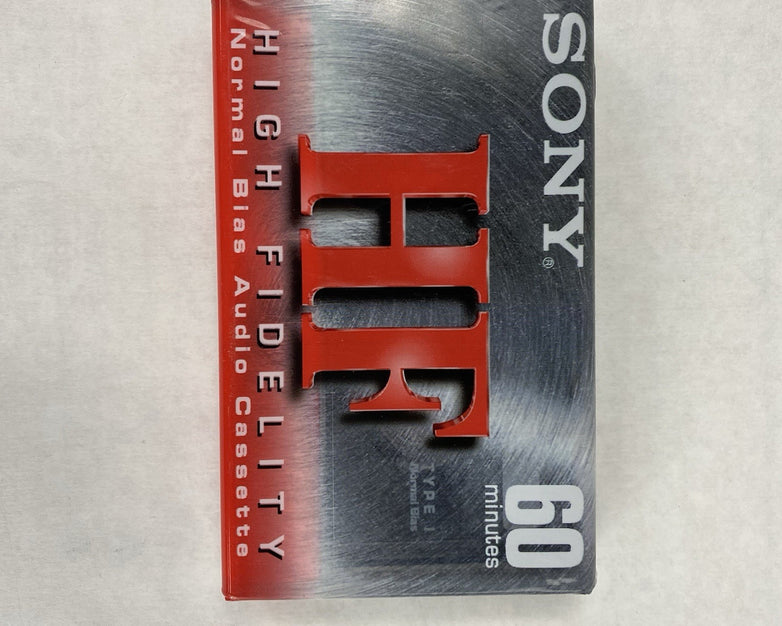 SONY®
HF
60
minutes
TYPE I
Normal Bias
HIGH FIDELITY
Normal Bias Audio Cassette